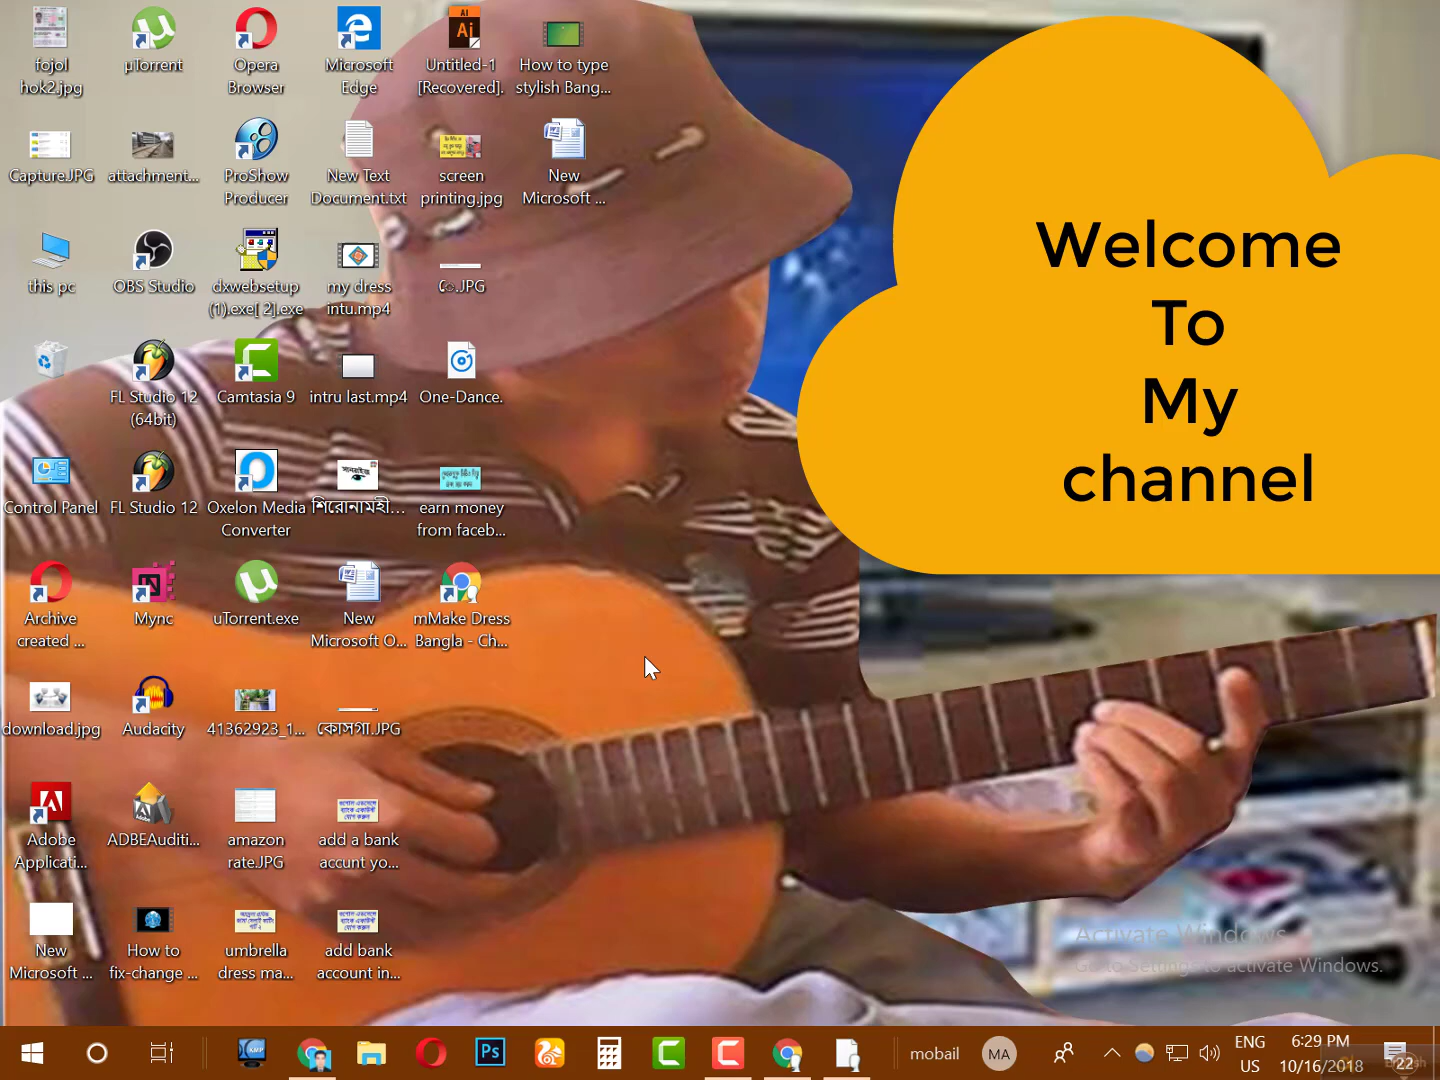 fojol
hok2.jpg
µTorrent
Opera
Browser
Microsoft
Edge
Untitled-1
[Recovered].
How to type
stylish Bang...
Capture.JPG
attachment...
ProShow
Producer
New Text
Document.txt
screen
printing.jpg
New
Microsoft ...
this pc
OBS Studio
dxwebsetup
(1).exe[ 2].exe
my dress
intu.mp4
FL Studio 12
(64bit)
Camtasia 9
intru last.mp4
One-Dance.
Control Panel
FL Studio 12
Oxelon Media
Converter
শিরোনামহী...
earn money
from faceb...
Archive
created ...
Mync
uTorrent.exe
New
Microsoft O...
mMake Dress
Bangla - Ch...
download.jpg
Audacity
41362923_1...
কোসগা.JPG
Adobe
Applicati...
ADBEAuditi...
amazon
rate.JPG
add a bank
accunt yo...
New
Microsoft ...
How to
fix-change ...
umbrella
dress ma...
add bank
account in...
Welcome
To
My
channel
Activate Windows
Go to Settings to activate Windows.
mobail
MA
ENG
US
6:29 PM
10/16/2018
22